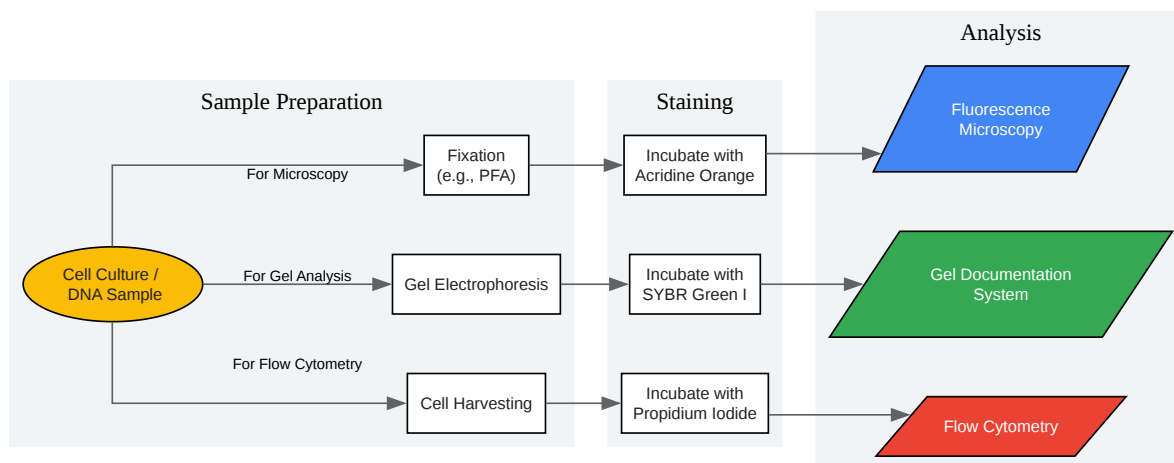 Analysis
Sample Preparation
Staining
Fluorescence
Microscopy
Fixation
(e.g., PFA)
Incubate with
Acridine Orange
For Microscopy
Cell Culture /
DNA Sample
For Gel Analysis
Gel Electrophoresis
Incubate with
SYBR Green I
Gel Documentation
System
For Flow Cytometry
Cell Harvesting
Incubate with
Propidium Iodide
Flow Cytometry